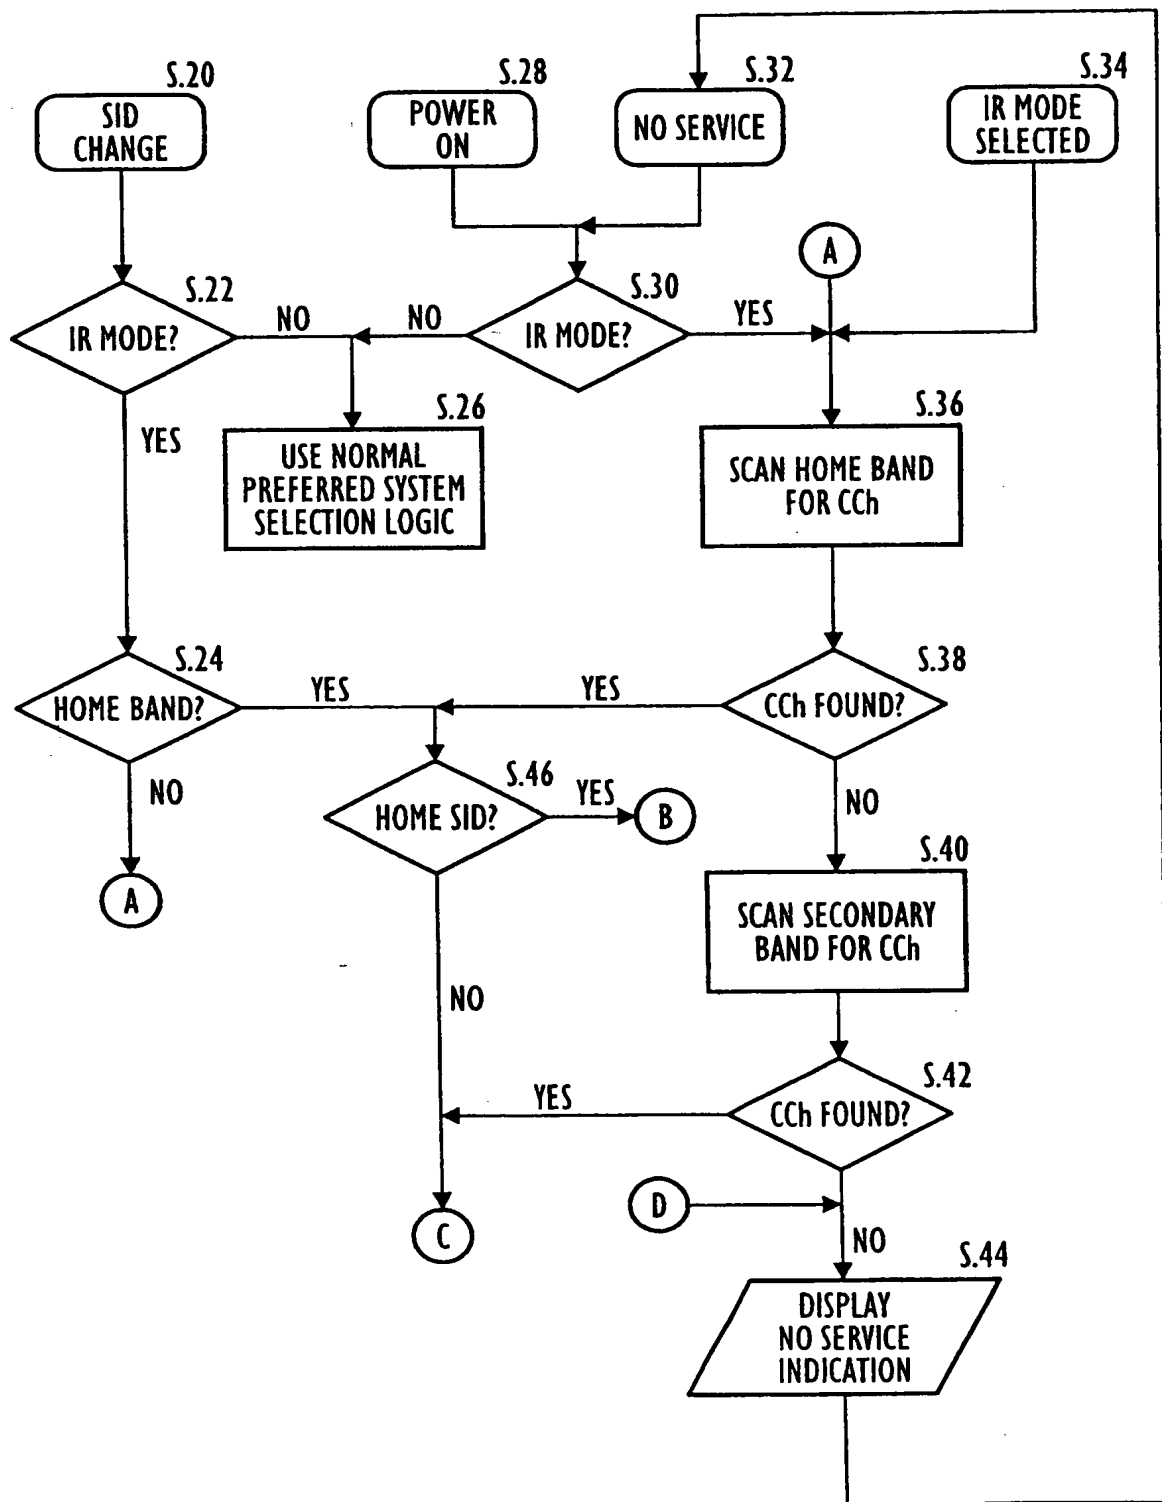 S.20
SID
CHANGE
S.28
POWER
ON
S.32
NO SERVICE
S.34
IR MODE
SELECTED
A
S.22
IR MODE?
NO
NO
S.30
IR MODE?
YES
YES
S.26
USE NORMAL
PREFERRED SYSTEM
SELECTION LOGIC
S.36
SCAN HOME BAND
FOR CCh
S.24
HOME BAND?
YES
YES
S.38
CCh FOUND?
NO
A
S.46
HOME SID?
YES
B
NO
S.40
SCAN SECONDARY
BAND FOR CCh
NO
YES
S.42
CCh FOUND?
C
D
NO
S.44
DISPLAY
NO SERVICE
INDICATION